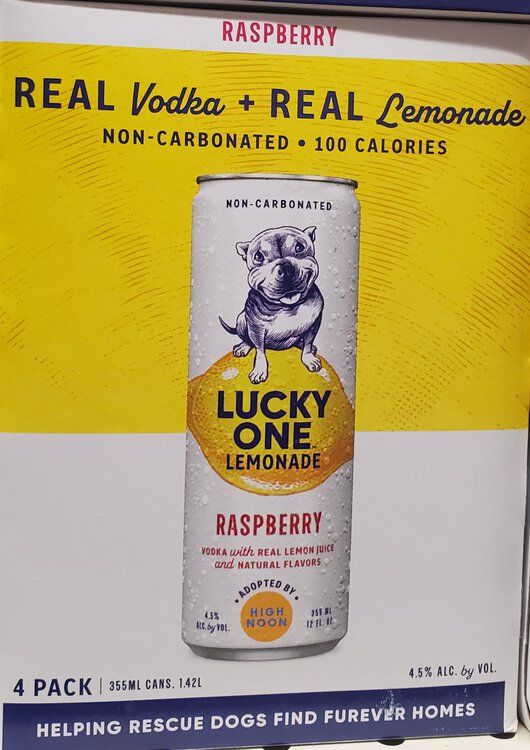 RASPBERRY
REAL Vodka + REAL Lemonade
NON-CARBONATED • 100 CALORIES
NON-CARBONATED
LUCKY
ONE™
LEMONADE
RASPBERRY
VODKA with REAL LEMON JUICE
and NATURAL FLAVORS
• ADOPTED BY •
HIGH
NOON
4.5%
ALC. by VOL.
355 ML
12 FL. OZ.
4 PACK | 355ML CANS. 1.42L
4.5% ALC. by VOL.
HELPING RESCUE DOGS FIND FUREVER HOMES